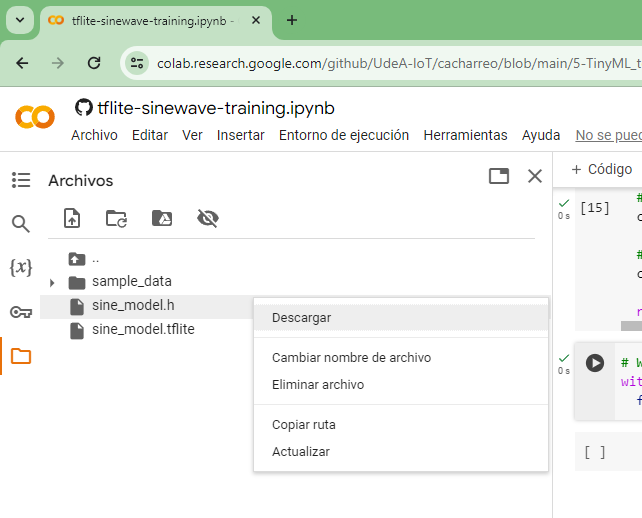 tflite-sinewave-training.ipynb -
colab.research.google.com/github/UdeA-IoT/cacharreo/blob/main/5-TinyML_t
tflite-sinewave-training.ipynb
Archivo Editar Ver Insertar Entorno de ejecución Herramientas Ayuda No se pued
Archivos
+ Código
..
sample_data
sine_model.h
sine_model.tflite
Descargar
Cambiar nombre de archivo
Eliminar archivo
Copiar ruta
Actualizar
0 s
[15]
#
c
#
c
0 s
# W
wit
f
[ ]